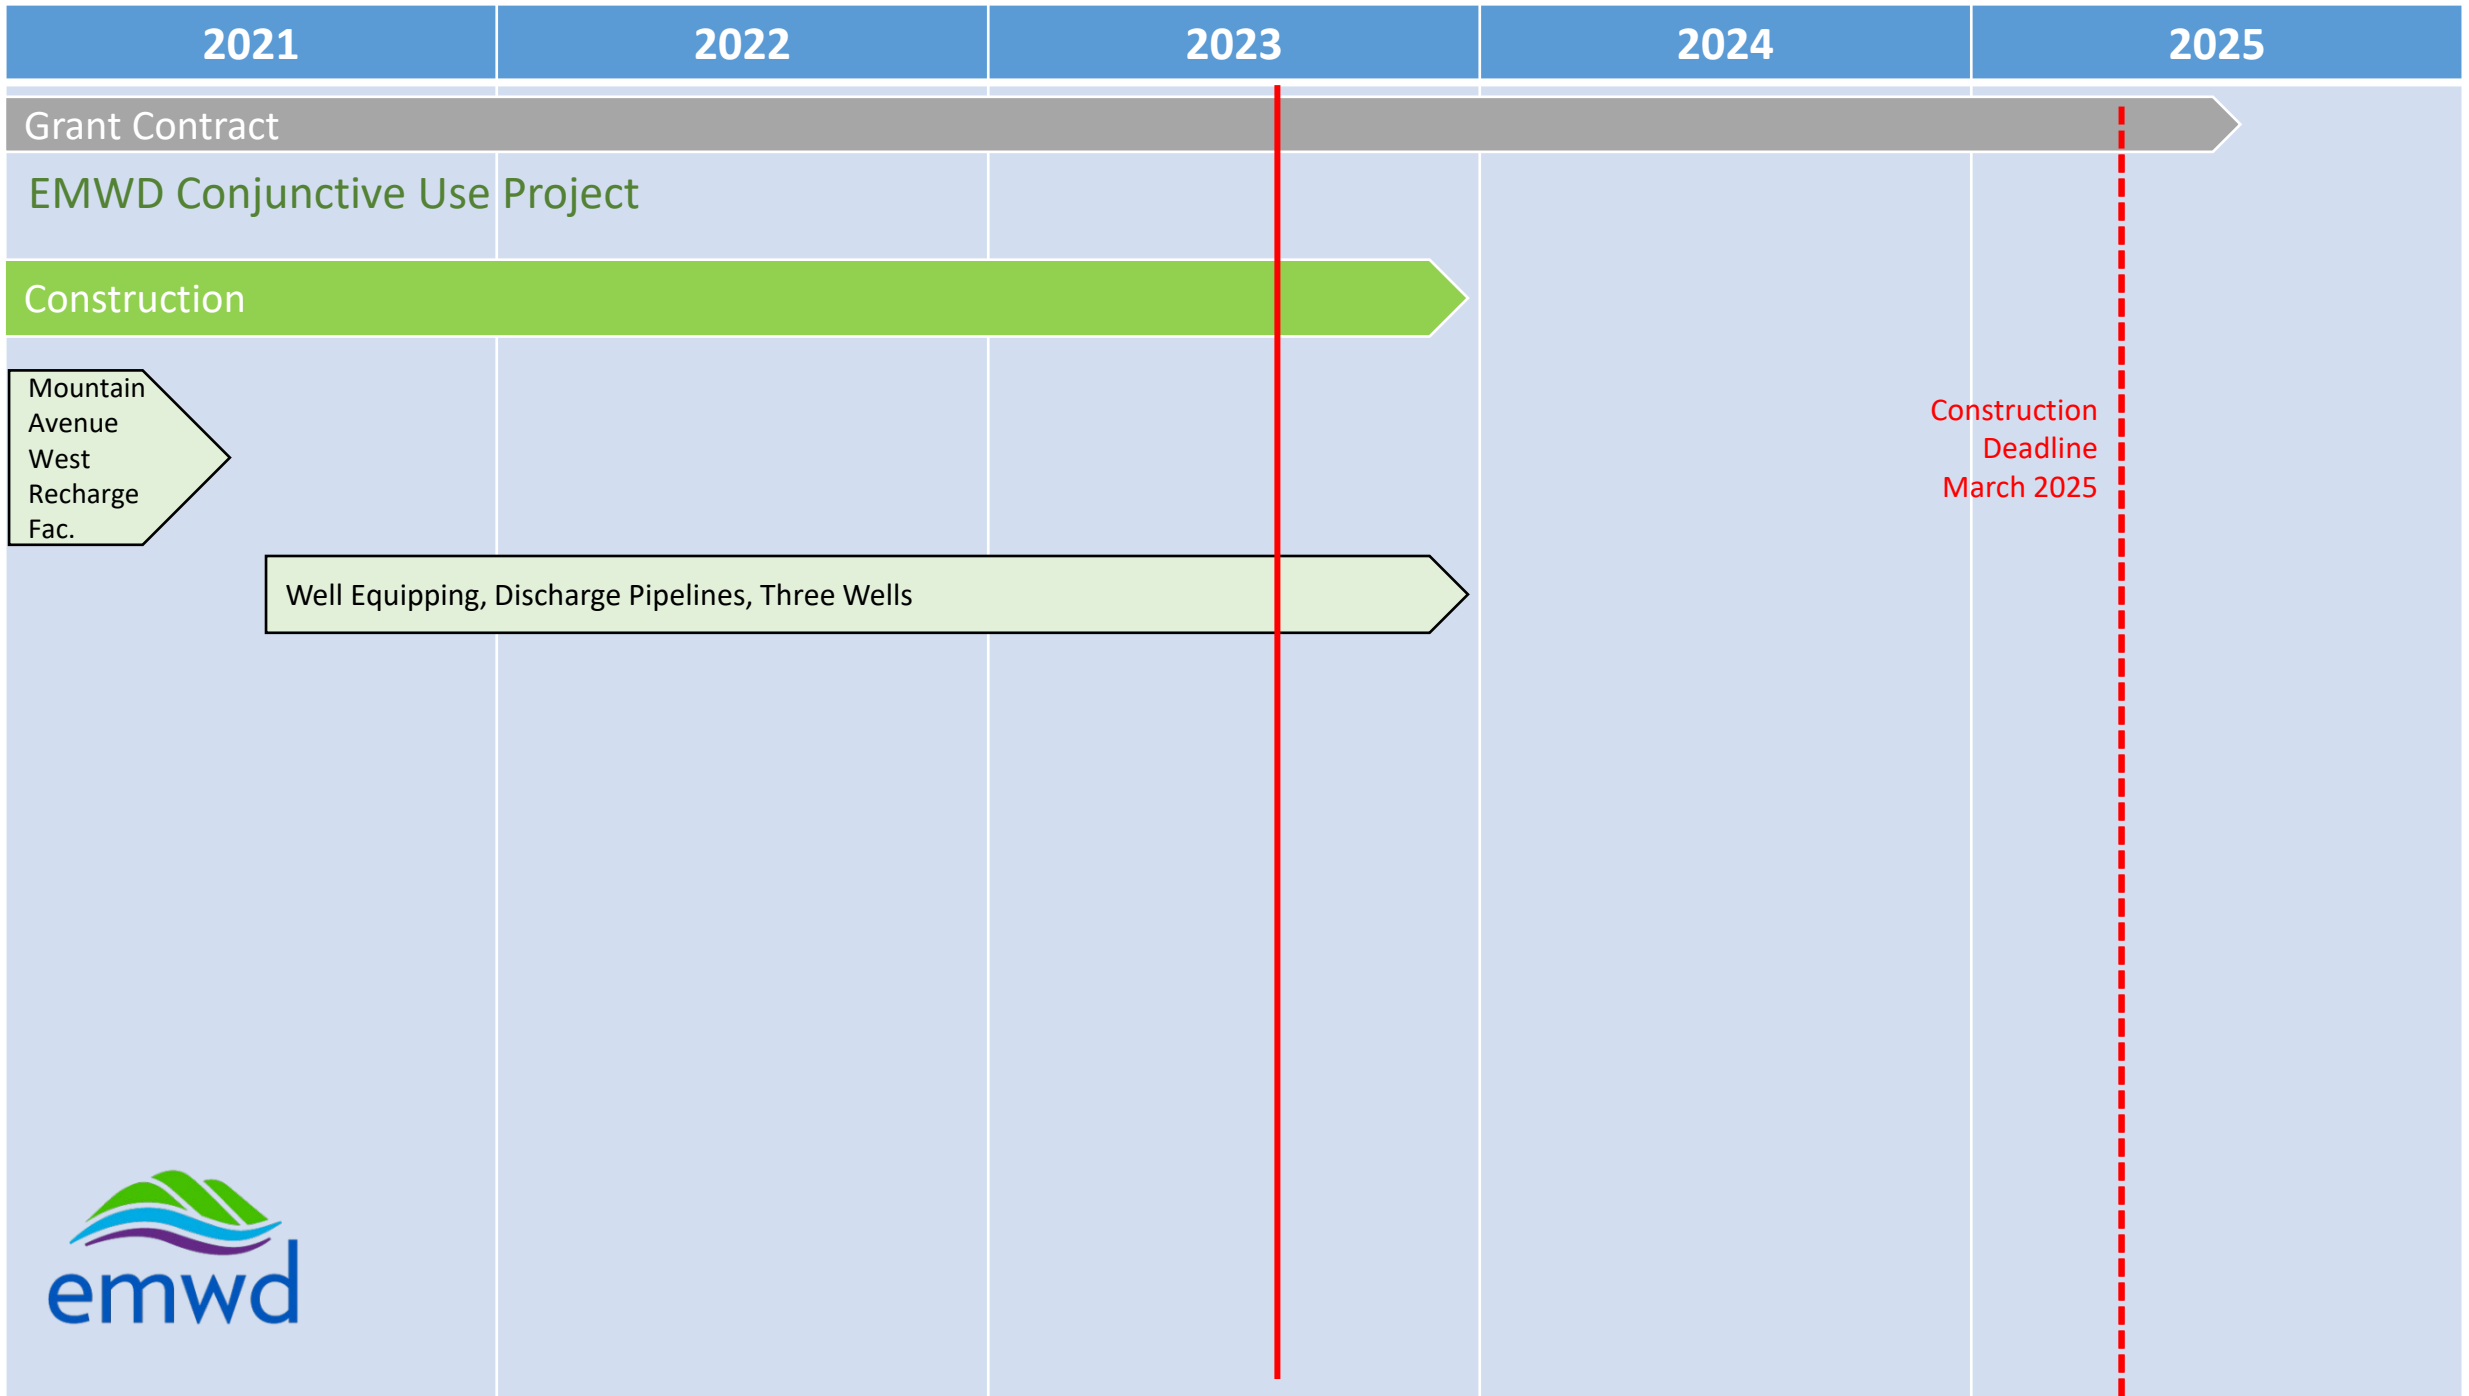 2021 2022 2023 2024 2025
Grant Contract
EMWD Conjunctive Use Project
Construction
Mountain
Avenue
West
Recharge
Fac.
Construction
Deadline
March 2025
Well Equipping, Discharge Pipelines, Three Wells
emwd